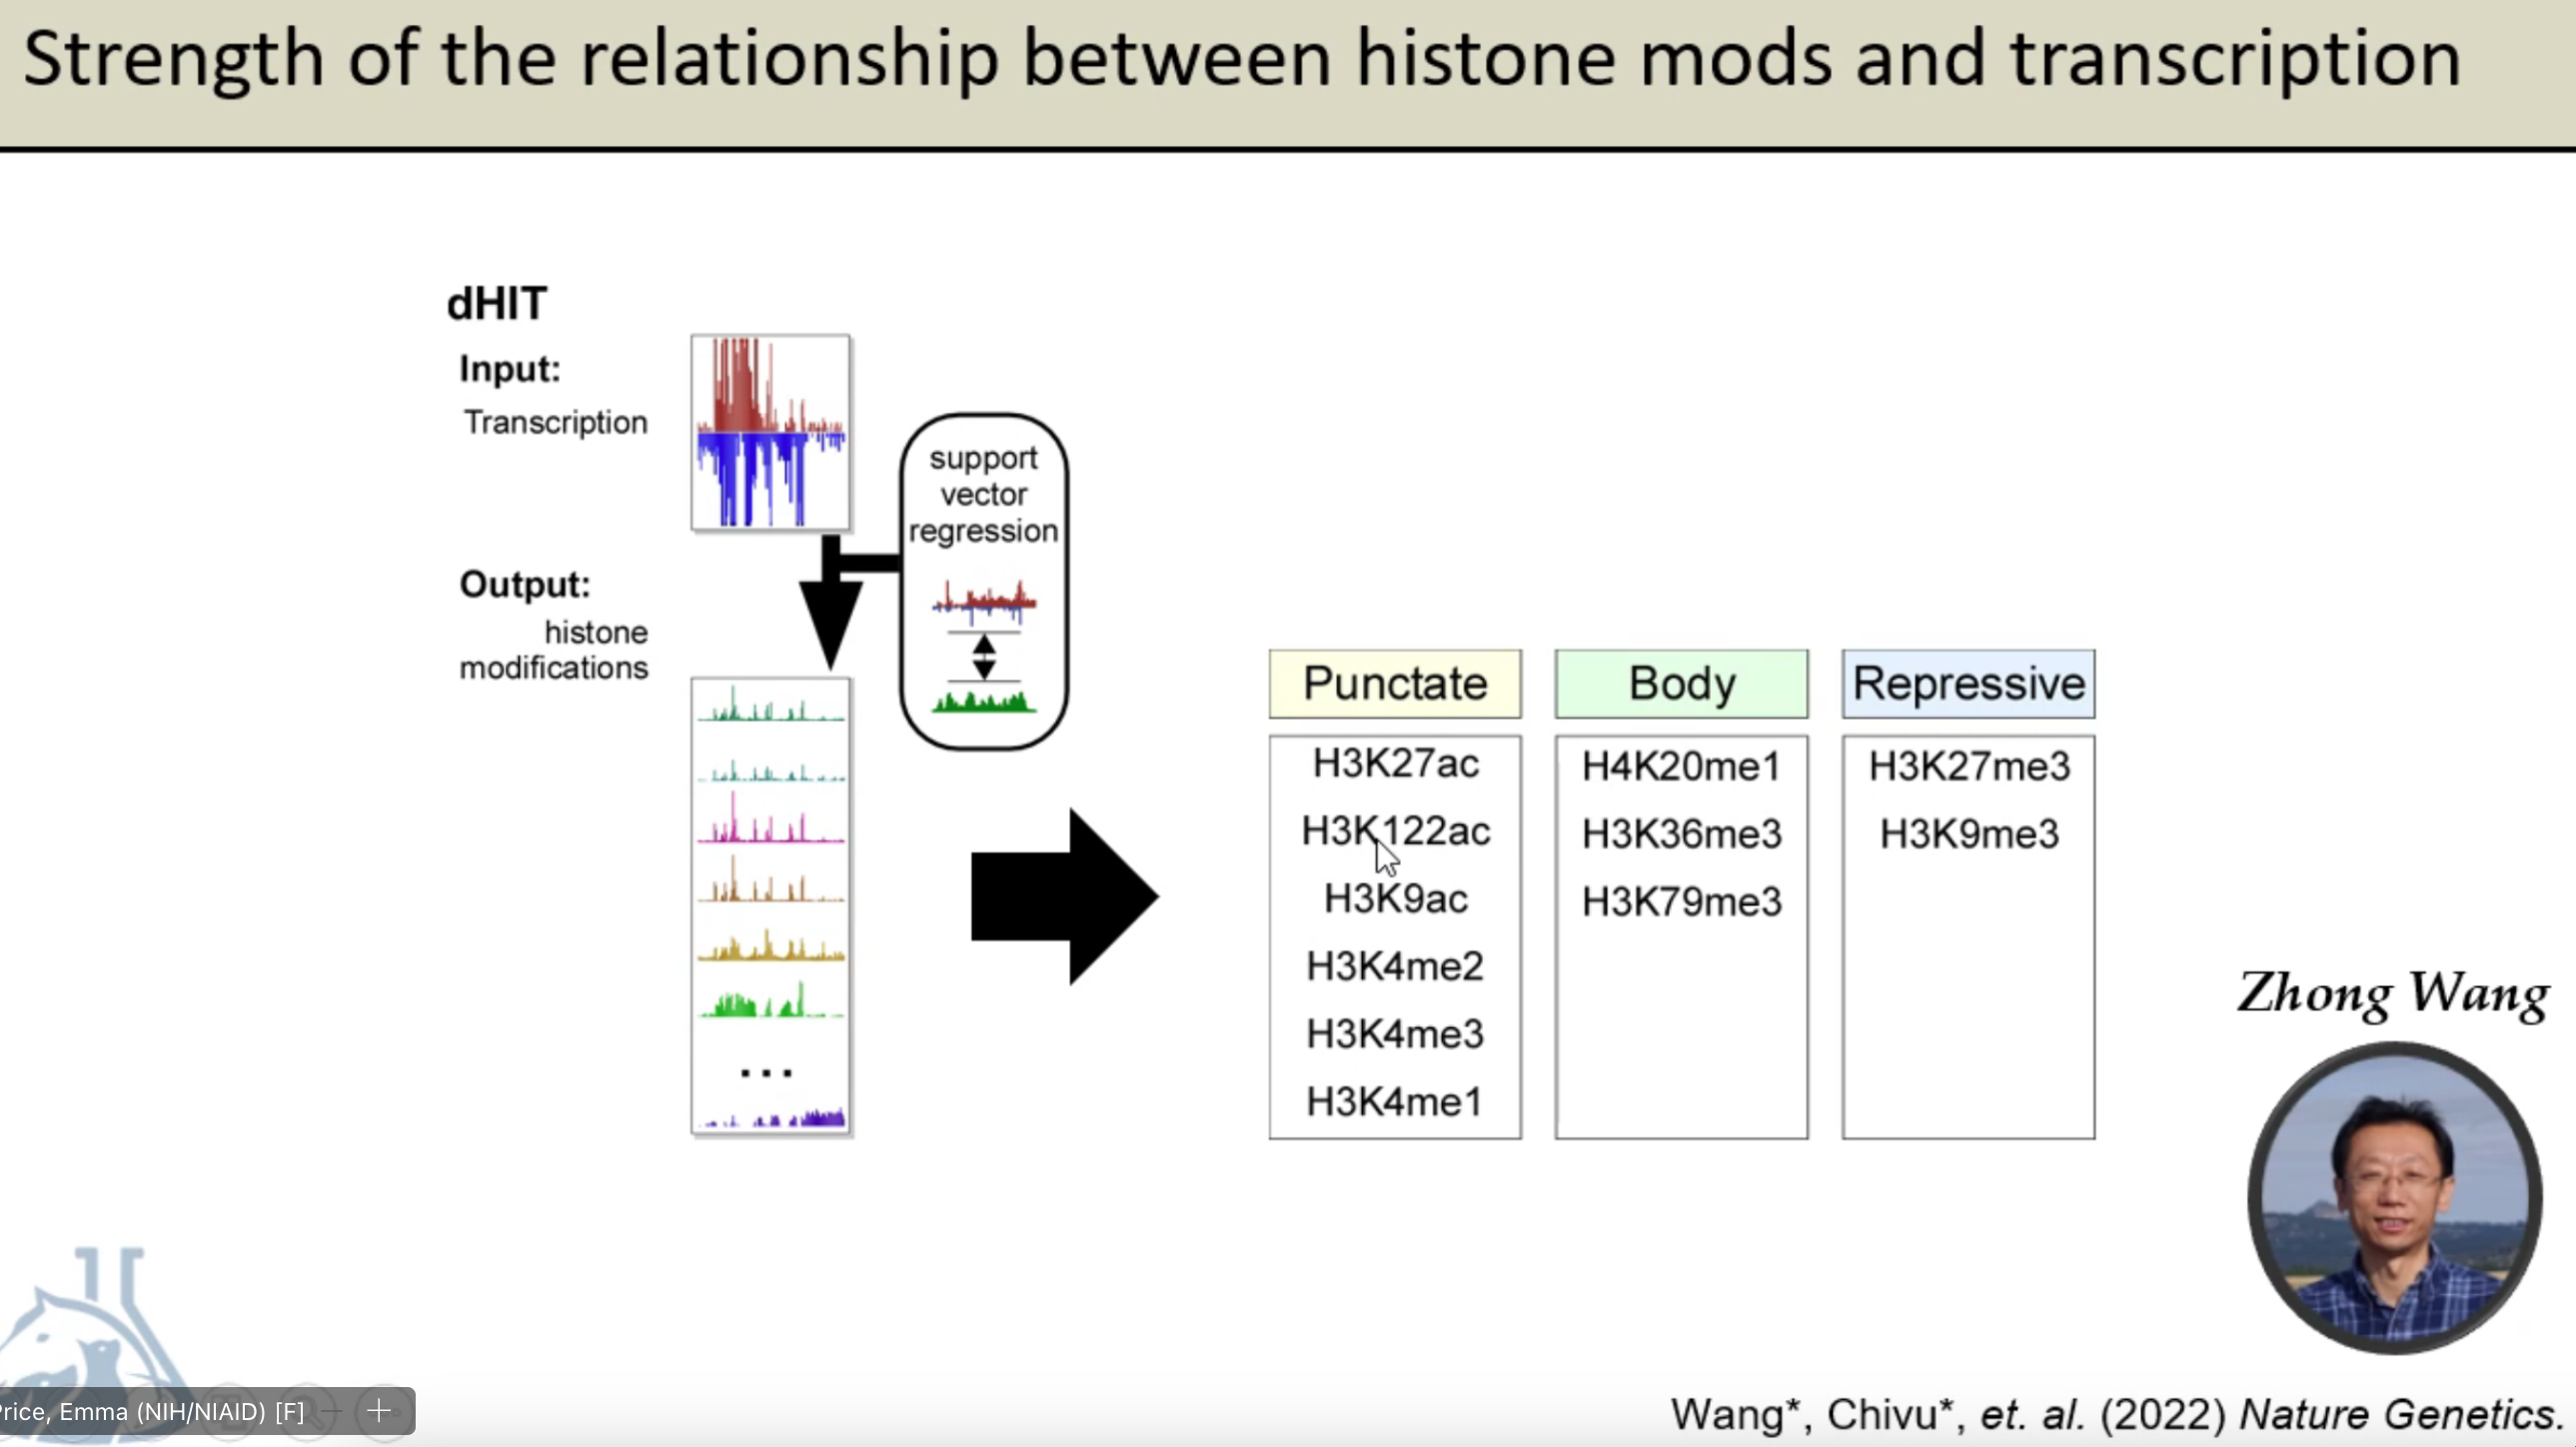 Strength of the relationship between histone mods and transcription
dHIT
Input:
Transcription
support
vector
regression
Output:
histone
modifications
...
Punctate
H3K27ac
H3K122ac
H3K9ac
H3K4me2
H3K4me3
H3K4me1
Body
H4K20me1
H3K36me3
H3K79me3
Repressive
H3K27me3
H3K9me3
Zhong Wang
rice, Emma (NIH/NIAID) [F]
Wang*, Chivu*, et. al. (2022) Nature Genetics.